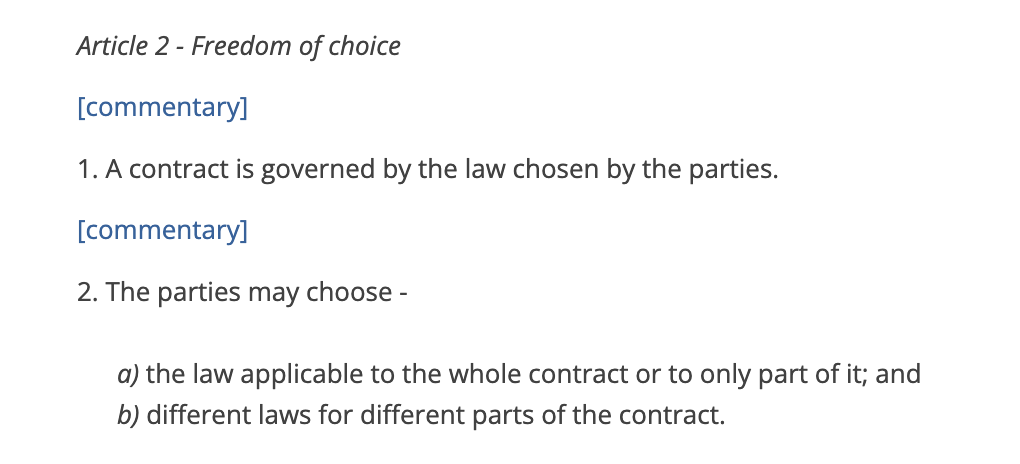 Article 2 - Freedom of choice
[commentary]
1. A contract is governed by the law chosen by the parties.
[commentary]
2. The parties may choose -
a) the law applicable to the whole contract or to only part of it; and
b) different laws for different parts of the contract.